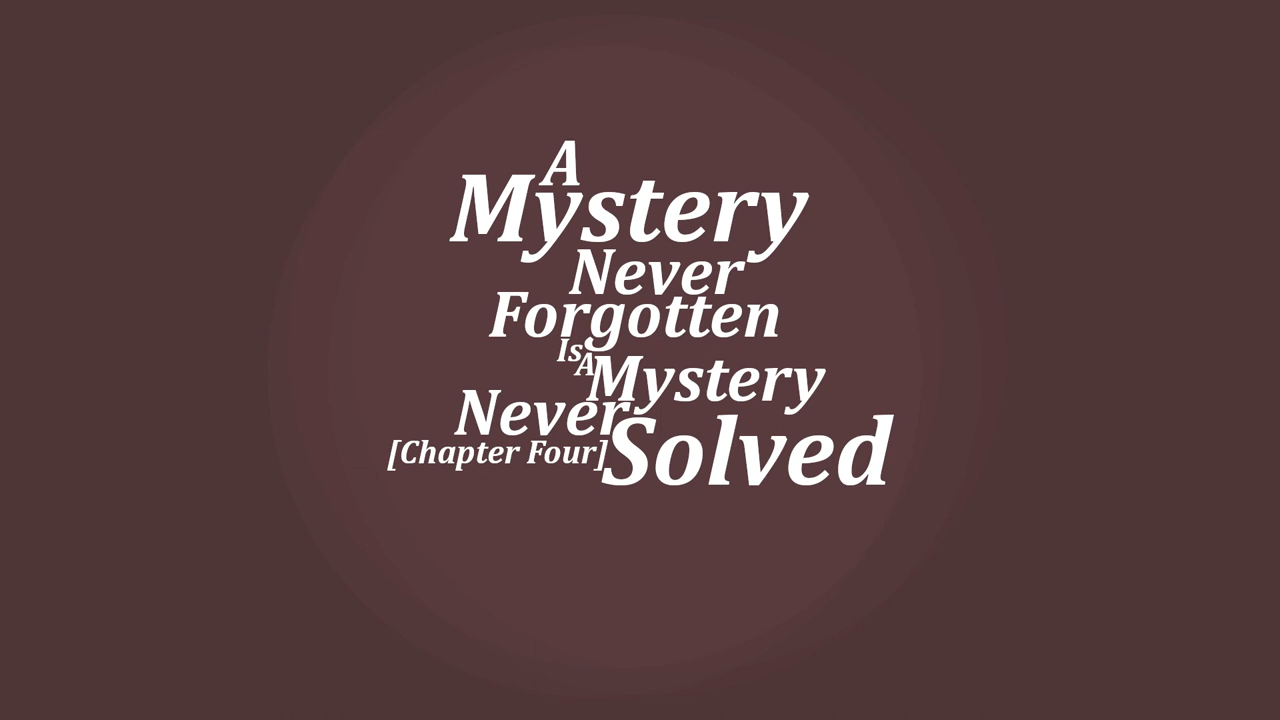 A
Mystery
Never
Forgotten
Is
A
Mystery
Never
[Chapter Four]
Solved